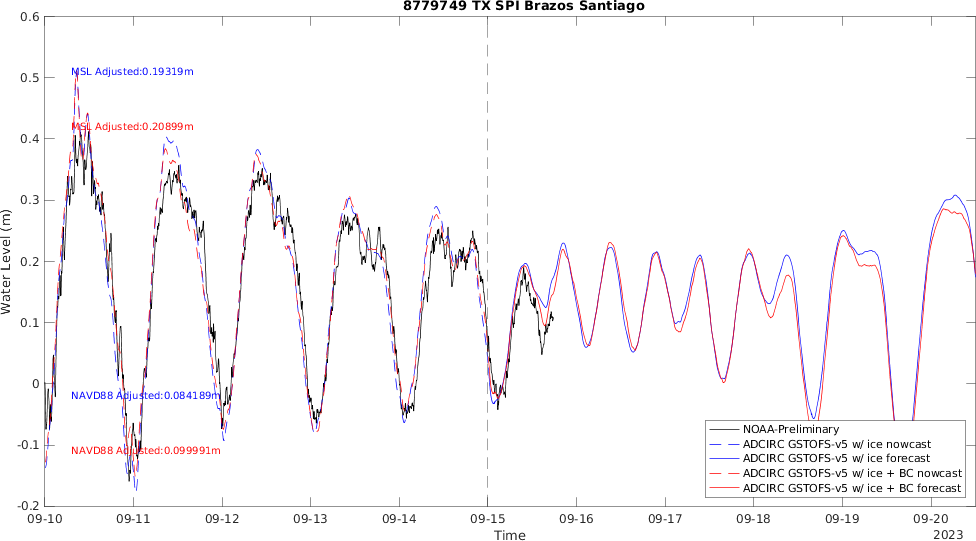 8779749 TX SPI Brazos Santiago
0.6
0.5
0.4
0.3
0.2
0.1
0
-0.1
-0.2
Water Level (m)
MSL Adjusted:0.19319m
MSL Adjusted:0.20899m
NAVD88 Adjusted:0.084189m
NAVD88 Adjusted:0.099991m
NOAA-Preliminary
ADCIRC GSTOFS-v5 w/ ice nowcast
ADCIRC GSTOFS-v5 w/ ice forecast
ADCIRC GSTOFS-v5 w/ ice + BC nowcast
ADCIRC GSTOFS-v5 w/ ice + BC forecast
09-10 09-11 09-12 09-13 09-14 09-15 09-16 09-17 09-18 09-19 09-20
Time
2023